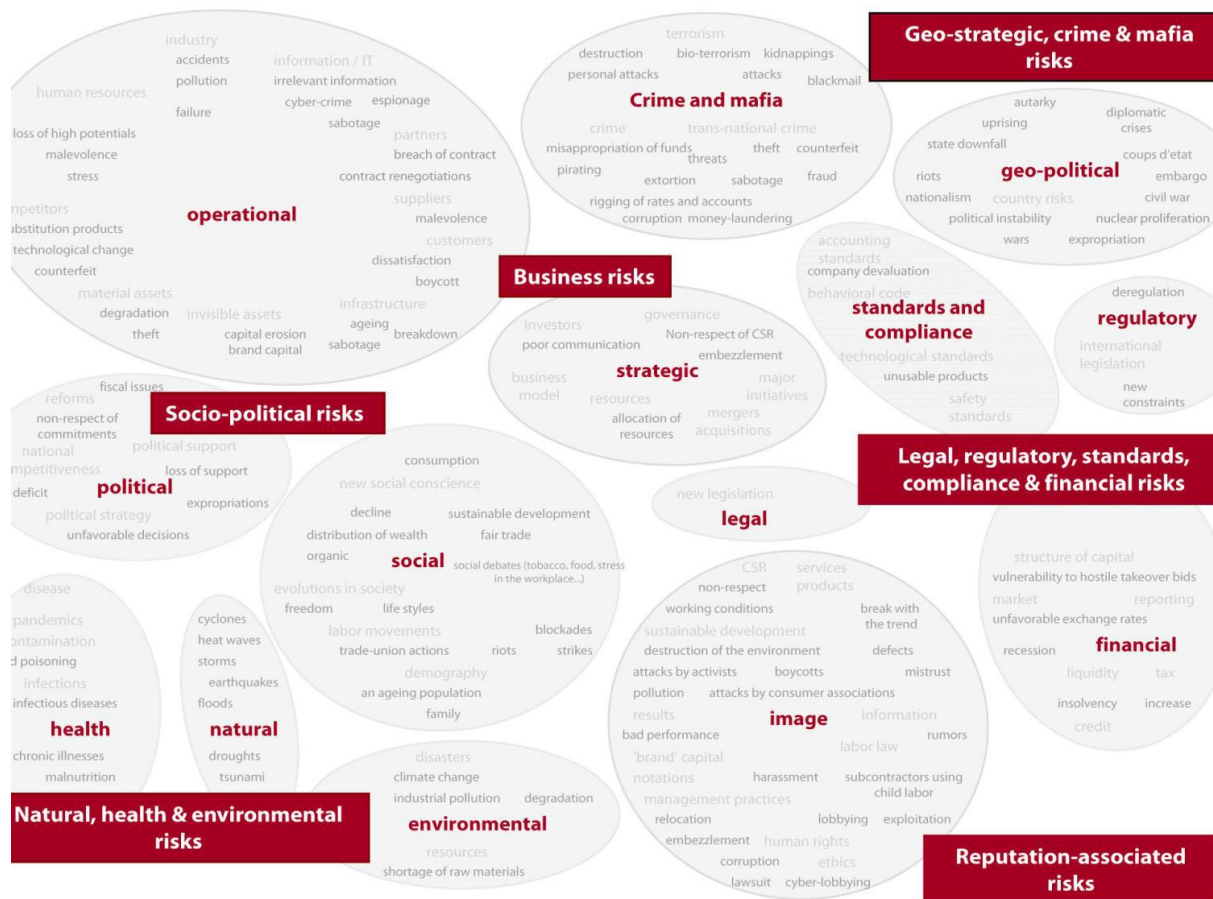 industry
accidents
pollution
failure
information / IT
irrelevant information
cyber-crime espionage
sabotage
human resources
loss of high potentials
malevolence
stress
partners
breach of contract
contract renegotiations
suppliers
malevolence
customers
dissatisfaction
boycott
operational
mpetitors
ubstitution products
technological change
counterfeit
material assets
degradation
theft
invisible assets
capital erosion
brand capital
infrastructure
ageing
sabotage breakdown
terrorism
destruction bio-terrorism kidnappings
personal attacks attacks blackmail
Crime and mafia
crime trans-national crime
misappropriation of funds theft counterfeit
threats
pirating
extortion sabotage fraud
rigging of rates and accounts
corruption money-laundering
Geo-strategic, crime & mafia
risks
autarky
uprising
diplomatic
crises
state downfall
coups d'etat
geo-political
riots
embargo
nationalism
country risks
civil war
political instability
nuclear proliferation
wars
expropriation
Business risks
investors
poor communication
governance
Non-respect of CSR
embezzlement
strategic
business
model
resources
allocation of
resources
major
initiatives
mergers
acquisitions
accounting
standards
company devaluation
behavioral code
standards and
compliance
technological standards
unusable products
safety
standards
deregulation
regulatory
international
legislation
new
constraints
Socio-political risks
fiscal issues
reforms
non-respect of
commitments
national
mpetitiveness
political support
loss of support
deficit
political
expropriations
political strategy
unfavorable decisions
consumption
new social conscience
decline
sustainable development
distribution of wealth
fair trade
organic
social
social debates (tobacco, food, stress
in the workplace...)
evolutions in society
freedom
life styles
labor movements
blockades
trade-union actions
riots
strikes
demography
an ageing population
family
new legislation
legal
Legal, regulatory, standards,
compliance & financial risks
structure of capital
vulnerability to hostile takeover bids
market
reporting
unfavorable exchange rates
recession
financial
liquidity
tax
insolvency
increase
credit
disease
pandemics
ontamination
d poisoning
infections
infectious diseases
health
chronic illnesses
malnutrition
cyclones
heat waves
storms
earthquakes
floods
natural
droughts
tsunami
Natural, health & environmental
risks
disasters
climate change
industrial pollution
degradation
environmental
resources
shortage of raw materials
CSR
services
non-respect
products
working conditions
break with
the trend
sustainable development
destruction of the environment
defects
attacks by activists
boycotts
mistrust
pollution
attacks by consumer associations
results
image
information
bad performance
rumors
'brand' capital
labor law
notations
harassment
subcontractors using
child labor
management practices
relocation
lobbying
exploitation
embezzlement
human rights
corruption
ethics
lawsuit
cyber-lobbying
Reputation-associated
risks